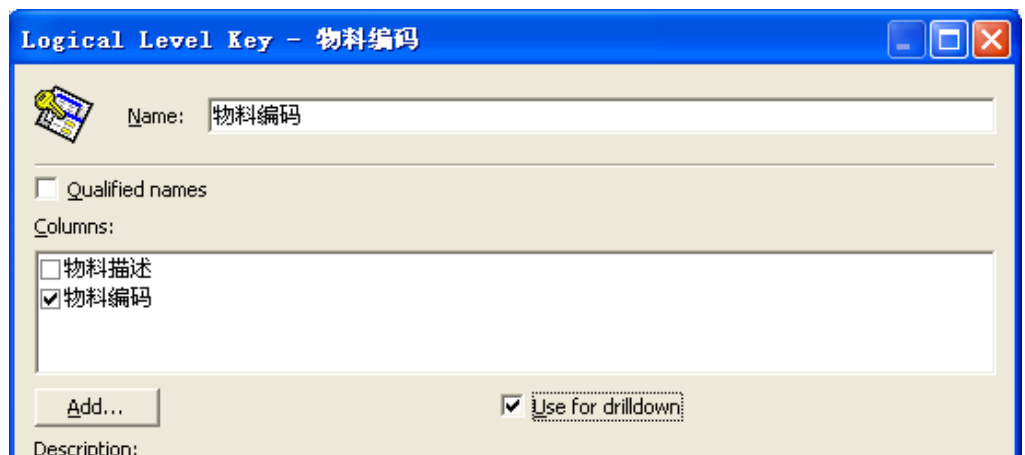 Logical Level Key - 物料编码
Name: 物料编码
Qualified names
Columns:
物料描述
物料编码
Add... Use for drilldown
Description: